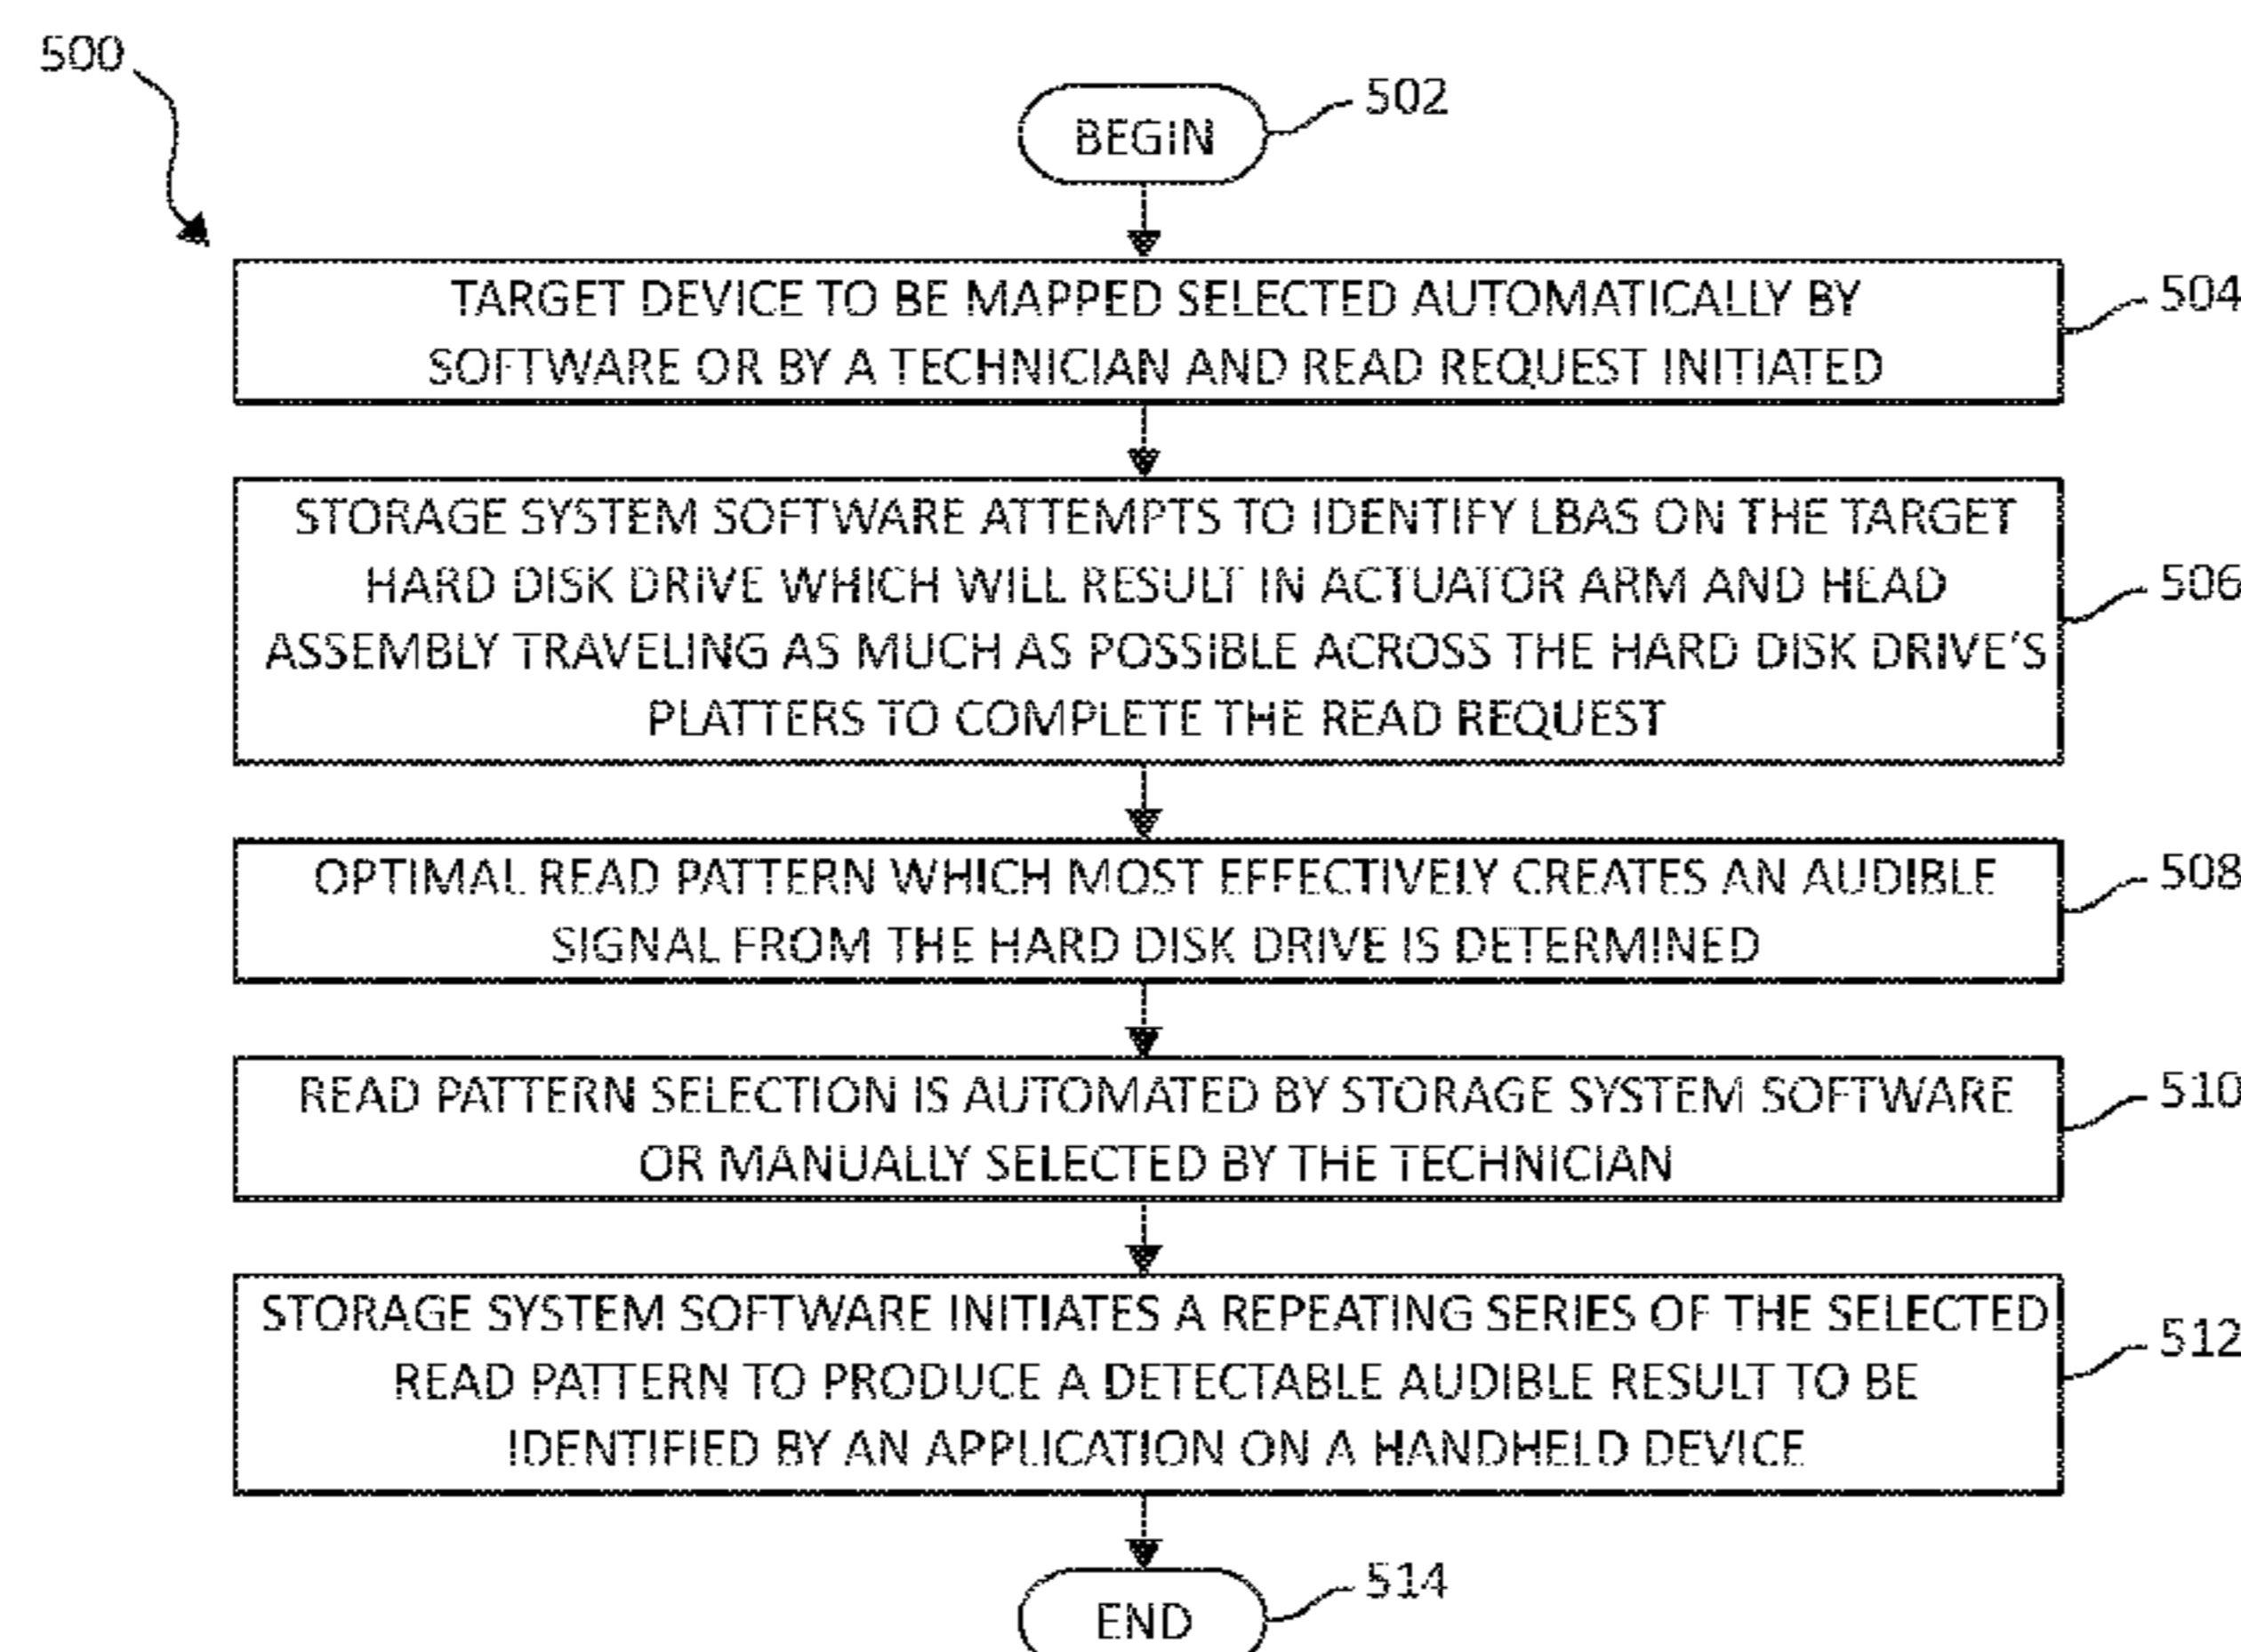 500
BEGIN
502
TARGET DEVICE TO BE MAPPED SELECTED AUTOMATICALLY BY
SOFTWARE OR BY A TECHNICIAN AND READ REQUEST INITIATED
504
STORAGE SYSTEM SOFTWARE ATTEMPTS TO IDENTIFY LBAS ON THE TARGET
HARD DISK DRIVE WHICH WILL RESULT IN ACTUATOR ARM AND HEAD
ASSEMBLY TRAVELING AS MUCH AS POSSIBLE ACROSS THE HARD DISK DRIVE'S
PLATTERS TO COMPLETE THE READ REQUEST
506
OPTIMAL READ PATTERN WHICH MOST EFFECTIVELY CREATES AN AUDIBLE
SIGNAL FROM THE HARD DISK DRIVE IS DETERMINED
508
READ PATTERN SELECTION IS AUTOMATED BY STORAGE SYSTEM SOFTWARE
OR MANUALLY SELECTED BY THE TECHNICIAN
510
STORAGE SYSTEM SOFTWARE INITIATES A REPEATING SERIES OF THE SELECTED
READ PATTERN TO PRODUCE A DETECTABLE AUDIBLE RESULT TO BE
IDENTIFIED BY AN APPLICATION ON A HANDHELD DEVICE
512
END
514